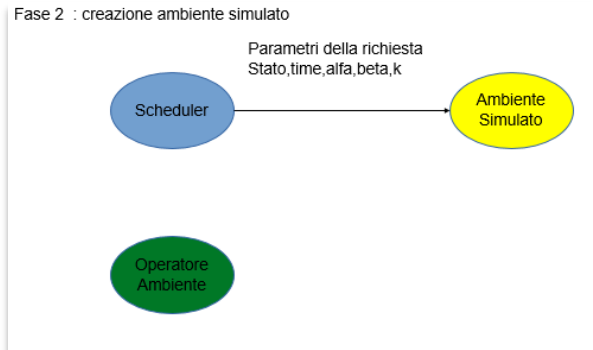 Fase 2 : creazione ambiente simulato
Parametri della richiesta
Stato,time,alfa,beta,k
Scheduler
Ambiente
Simulato
Operatore
Ambiente